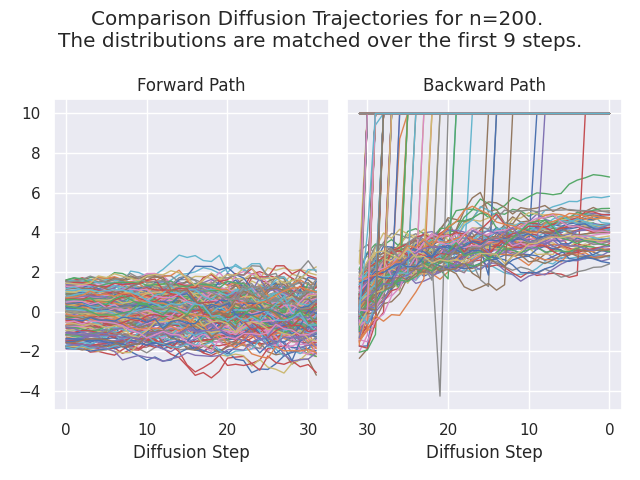 Comparison Diffusion Trajectories for n=200.
The distributions are matched over the first 9 steps.
Forward Path
Backward Path
10
8
6
4
2
0
−2
−4
0
10
20
30
30
20
10
0
Diffusion Step
Diffusion Step